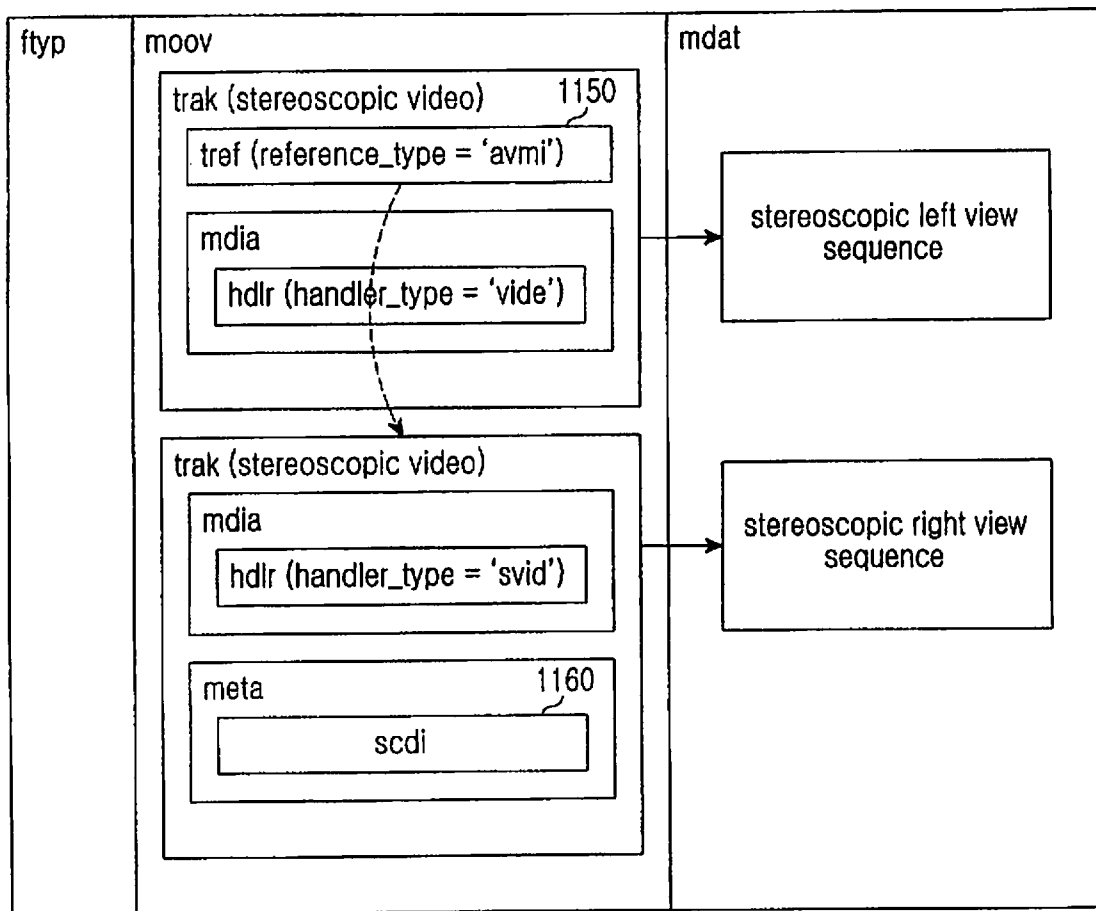 ftyp
moov
mdat
trak (stereoscopic video)
1150
tref (reference_type = ‘avmi’)
mdia
hdlr (handler_type = ‘vide’)
stereoscopic left view
sequence
trak (stereoscopic video)
mdia
hdlr (handler_type = ‘svid’)
stereoscopic right view
sequence
meta
1160
scdi